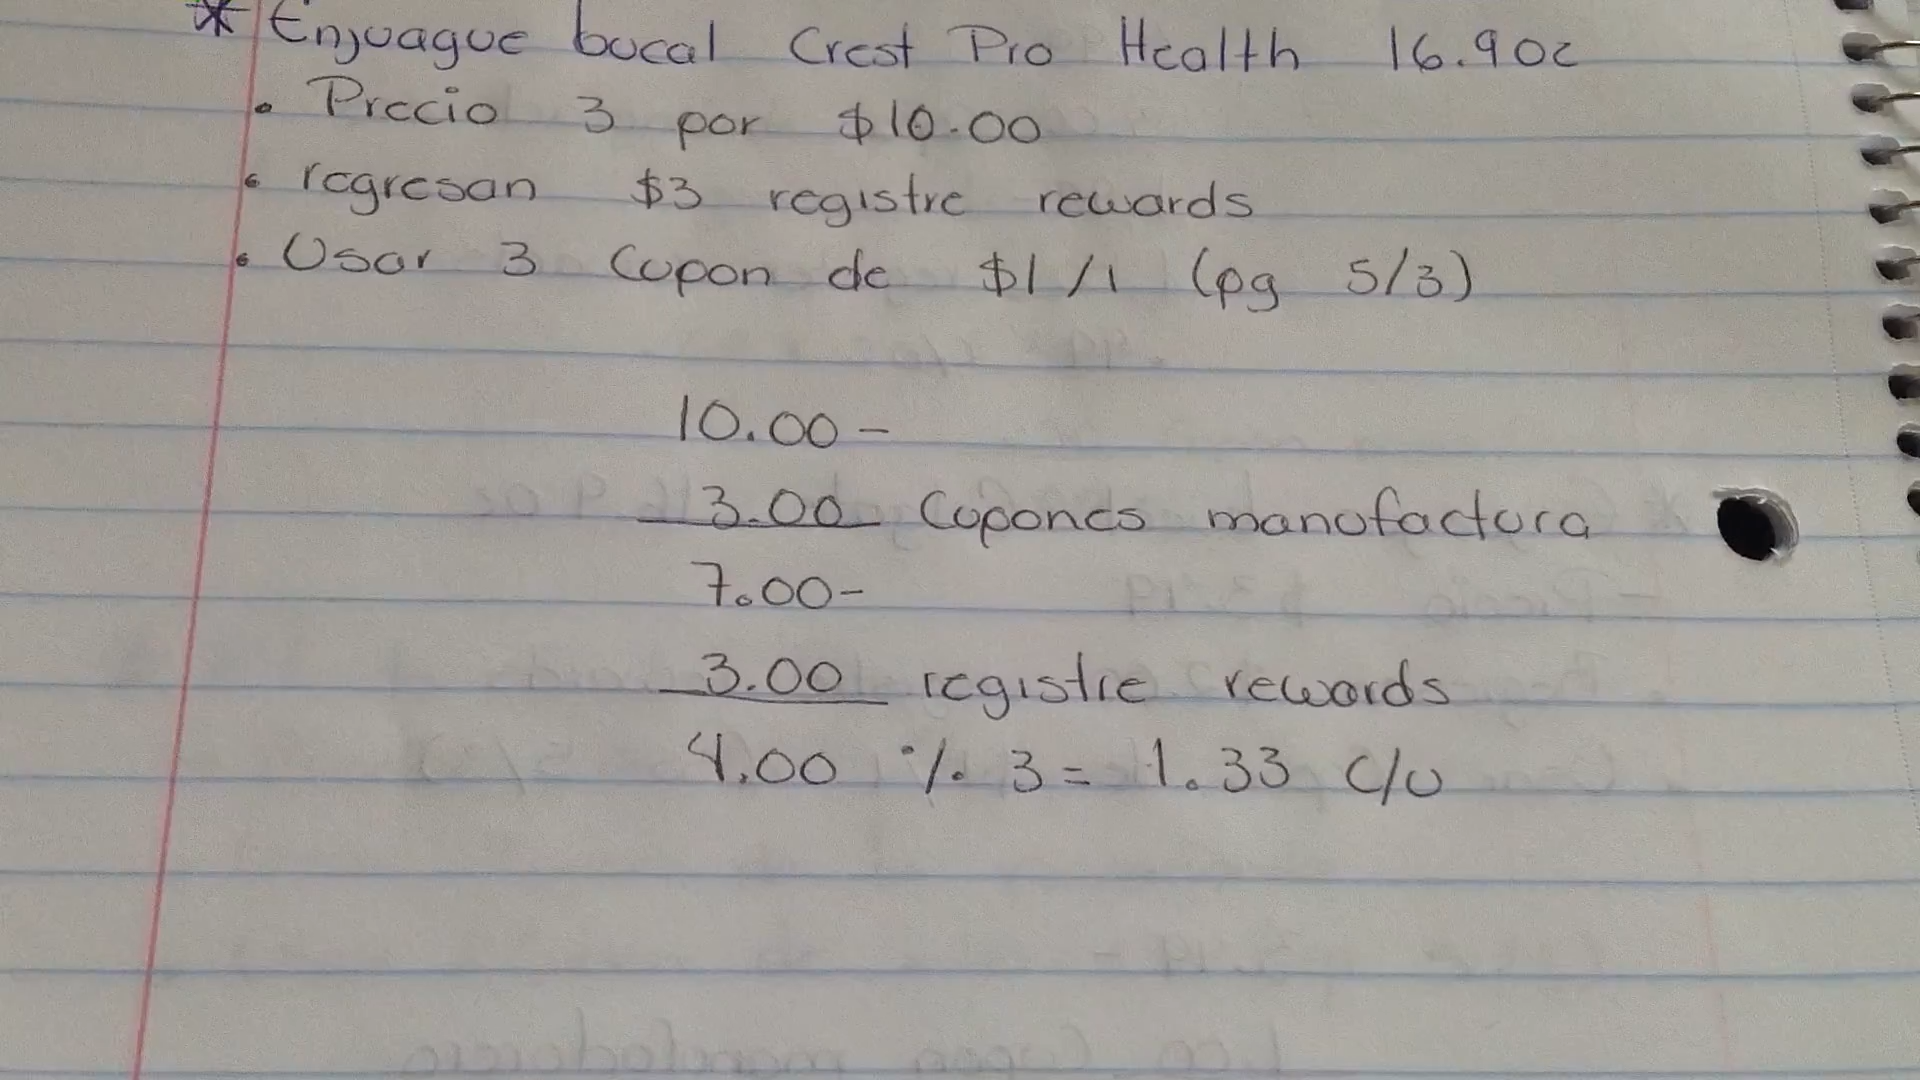 * Enjuague bucal Crest Pro Health 16.9oz
• Precio 3 por $10.00
• regresan $3 registre rewards
• Usar 3 Cupon de $1/1 (pg 5/3)
10.00-
3.00 Cupones manufactura
7.00-
3.00 registre rewards
4.00 ·/. 3 = 1.33 c/u